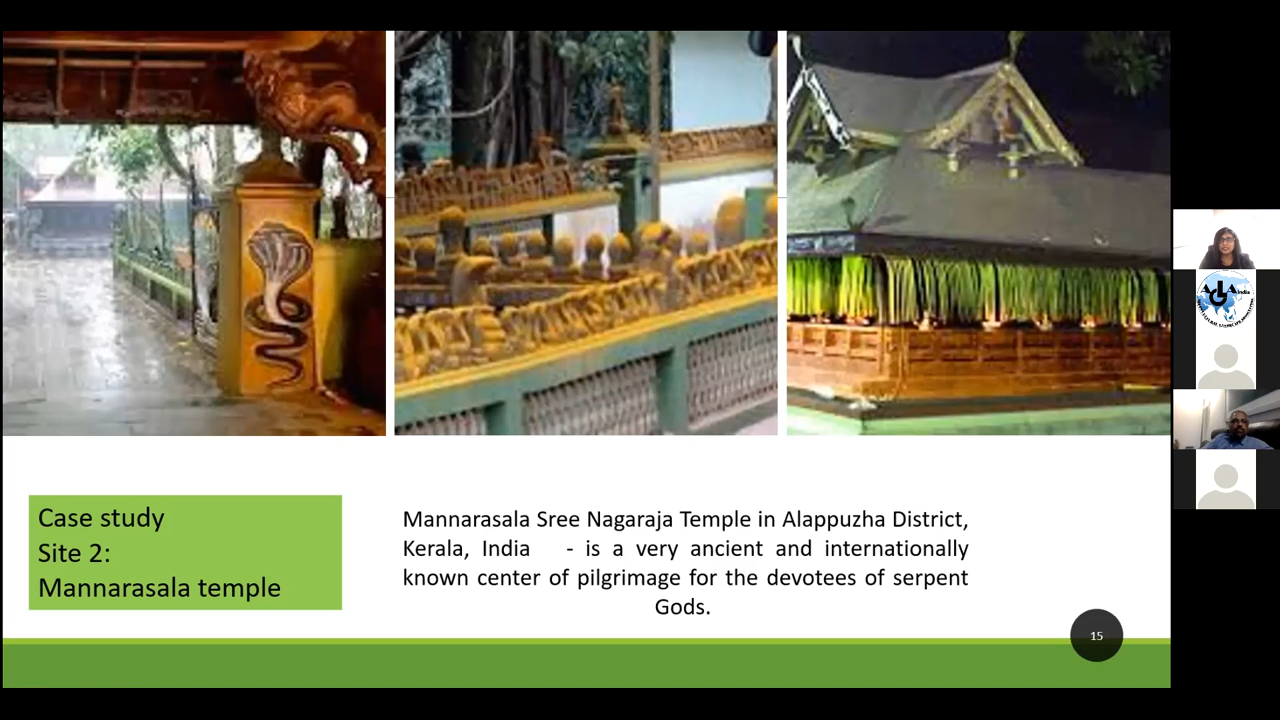 Case study
Site 2:
Mannarasala temple
Mannarasala Sree Nagaraja Temple in Alappuzha District,
Kerala, India - is a very ancient and internationally
known center of pilgrimage for the devotees of serpent
Gods.
15